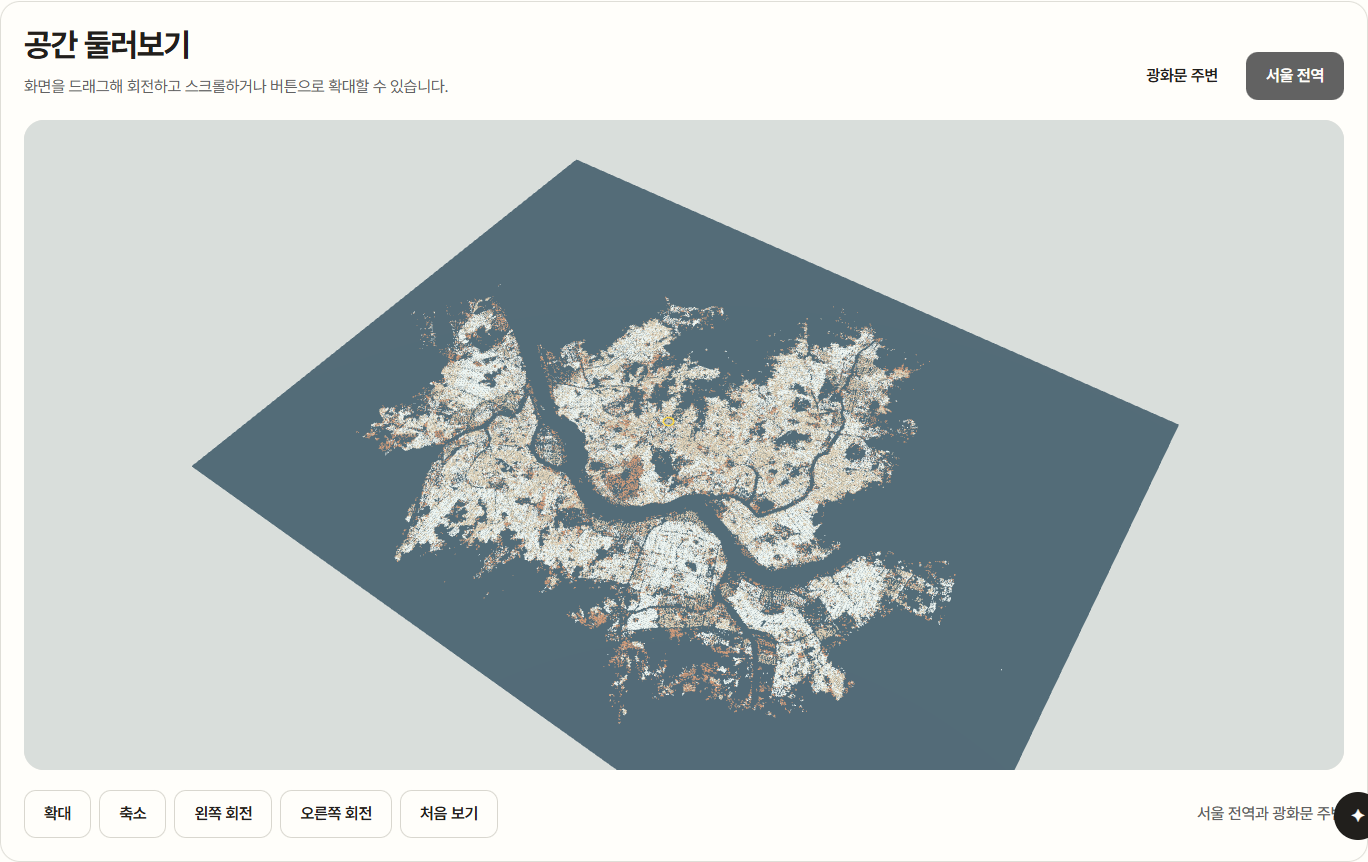 공간 둘러보기
화면을 드래그해 회전하고 스크롤하거나 버튼으로 확대할 수 있습니다.
광화문 주변
서울 전역
확대
축소
왼쪽 회전
오른쪽 회전
처음 보기
서울 전역과 광화문